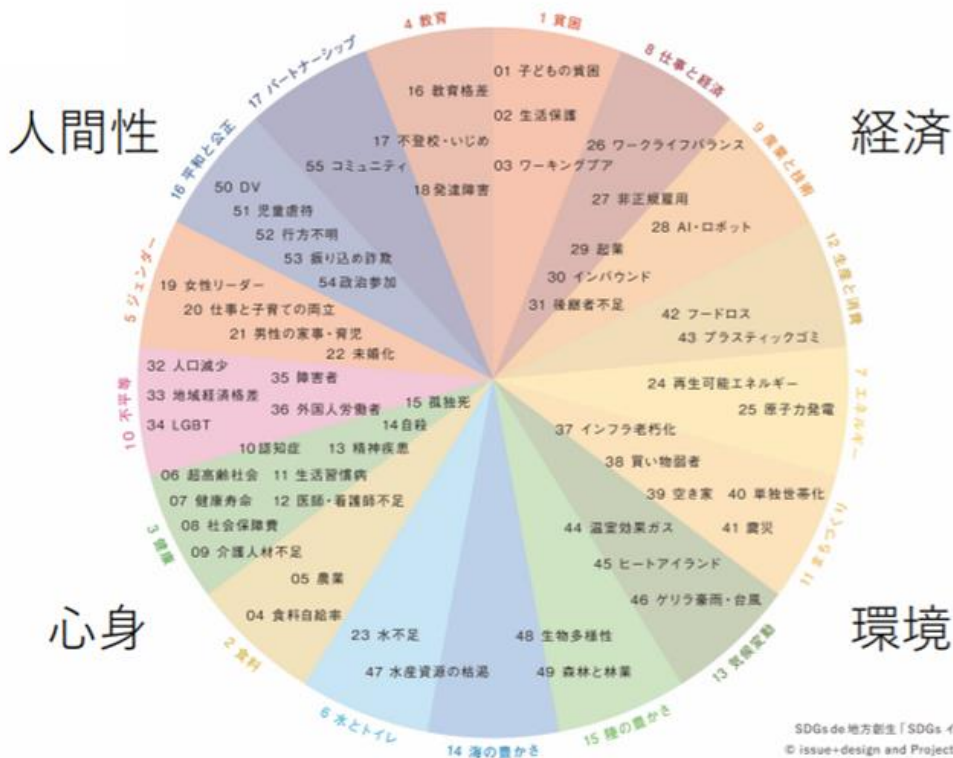 人間性
経済
心身
環境
4 教育
16 教育格差
17 不登校・いじめ
18 発達障害
1 貧困
01 子どもの貧困
02 生活保護
03 ワーキングプア
8 仕事と経済
26 ワークライフバランス
27 非正規雇用
29 起業
30 インバウンド
31 後継者不足
9 産業と技術
28 AI・ロボット
12 生産と消費
42 フードロス
43 プラスティックゴミ
7 エネルギー
24 再生可能エネルギー
25 原子力発電
11 まちづくり
37 インフラ老朽化
38 買い物弱者
39 空き家
40 単独世帯化
41 震災
13 気候変動
44 温室効果ガス
45 ヒートアイランド
46 ゲリラ豪雨・台風
15 陸の豊かさ
48 生物多様性
49 森林と林業
14 海の豊かさ
47 水産資源の枯渇
6 水とトイレ
23 水不足
2 食料
05 農業
04 食料自給率
3 健康
15 孤独死
14 自殺
13 精神疾患
10 認知症
06 超高齢社会
11 生活習慣病
07 健康寿命
12 医師・看護師不足
08 社会保障費
09 介護人材不足
10 不平等
32 人口減少
35 障害者
33 地域経済格差
36 外国人労働者
34 LGBT
5 ジェンダー
19 女性リーダー
20 仕事と子育ての両立
21 男性の家事・育児
22 未婚化
16 平和と公正
50 DV
51 児童虐待
52 行方不明
53 振り込め詐欺
54 政治参加
17 パートナーシップ
55 コミュニティ
SDGs de 地方創生「SDGs イ
© issue+design and Project